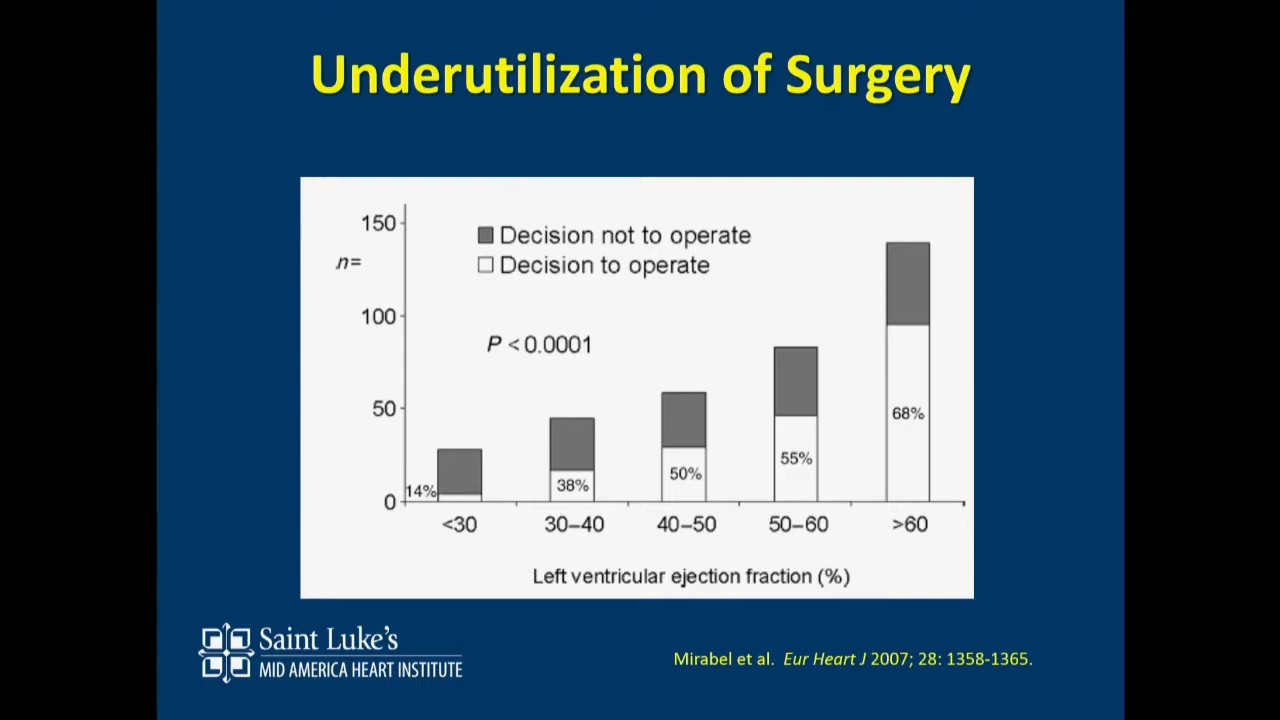 Underutilization of Surgery
150
n=
100
50
0
Decision not to operate
Decision to operate
P <0.0001
14%
38%
50%
55%
68%
<30
30–40
40–50
50–60
>60
Left ventricular ejection fraction (%)
Saint Luke's
MID AMERICA HEART INSTITUTE
Mirabel et al. Eur Heart J 2007; 28: 1358-1365.